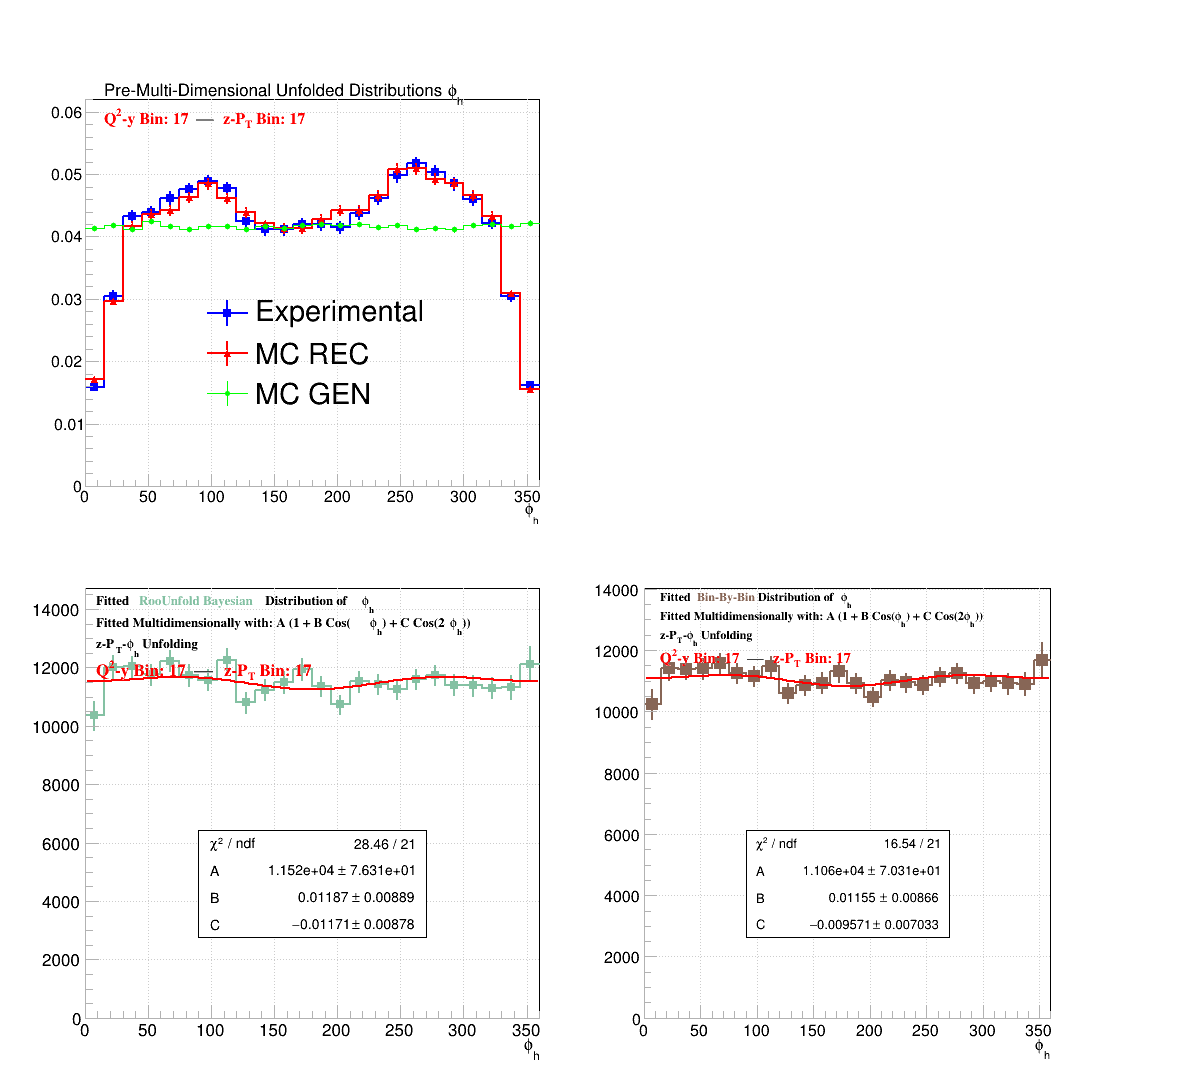 Pre-Multi-Dimensional Unfolded Distributions ϕh
Q²-y Bin: 17 — z-PT Bin: 17
0.06
0.05
0.04
0.03
0.02
0.01
0
Experimental
MC REC
MC GEN
0 50 100 150 200 250 300 350
ϕh
Fitted RooUnfold Bayesian Distribution of ϕh
Fitted Multidimensionally with: A (1 + B Cos( ϕh) + C Cos(2 ϕh))
z-PT-ϕh Unfolding
Q²-y Bin: 17 — z-PT Bin: 17
14000
12000
10000
8000
6000
4000
2000
0
χ² / ndf 28.46 / 21
A 1.152e+04 ± 7.631e+01
B 0.01187 ± 0.00889
C −0.01171 ± 0.00878
0 50 100 150 200 250 300 350
ϕh
Fitted Bin-By-Bin Distribution of ϕh
Fitted Multidimensionally with: A (1 + B Cos(ϕh) + C Cos(2ϕh))
z-PT-ϕh Unfolding
Q²-y Bin: 17 — z-PT Bin: 17
14000
12000
10000
8000
6000
4000
2000
0
χ² / ndf 16.54 / 21
A 1.106e+04 ± 7.031e+01
B 0.01155 ± 0.00866
C −0.009571 ± 0.007033
0 50 100 150 200 250 300 350
ϕh